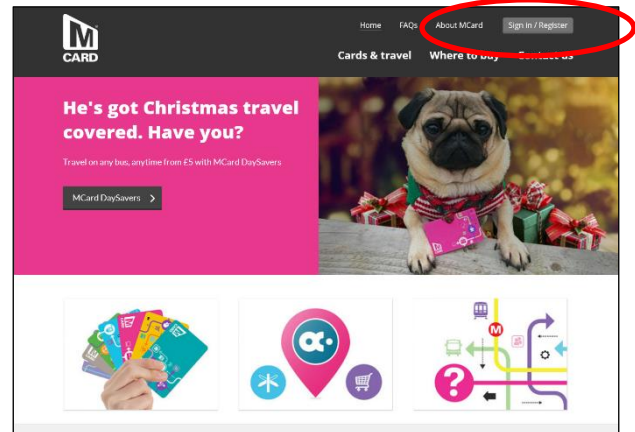 M
CARD
Home FAQs About MCard Sign in / Register
Cards & travel Where to buy Contact us
He's got Christmas travel
covered. Have you?
Travel on any bus, anytime from £5 with MCard DaySavers
MCard DaySavers >
M
?